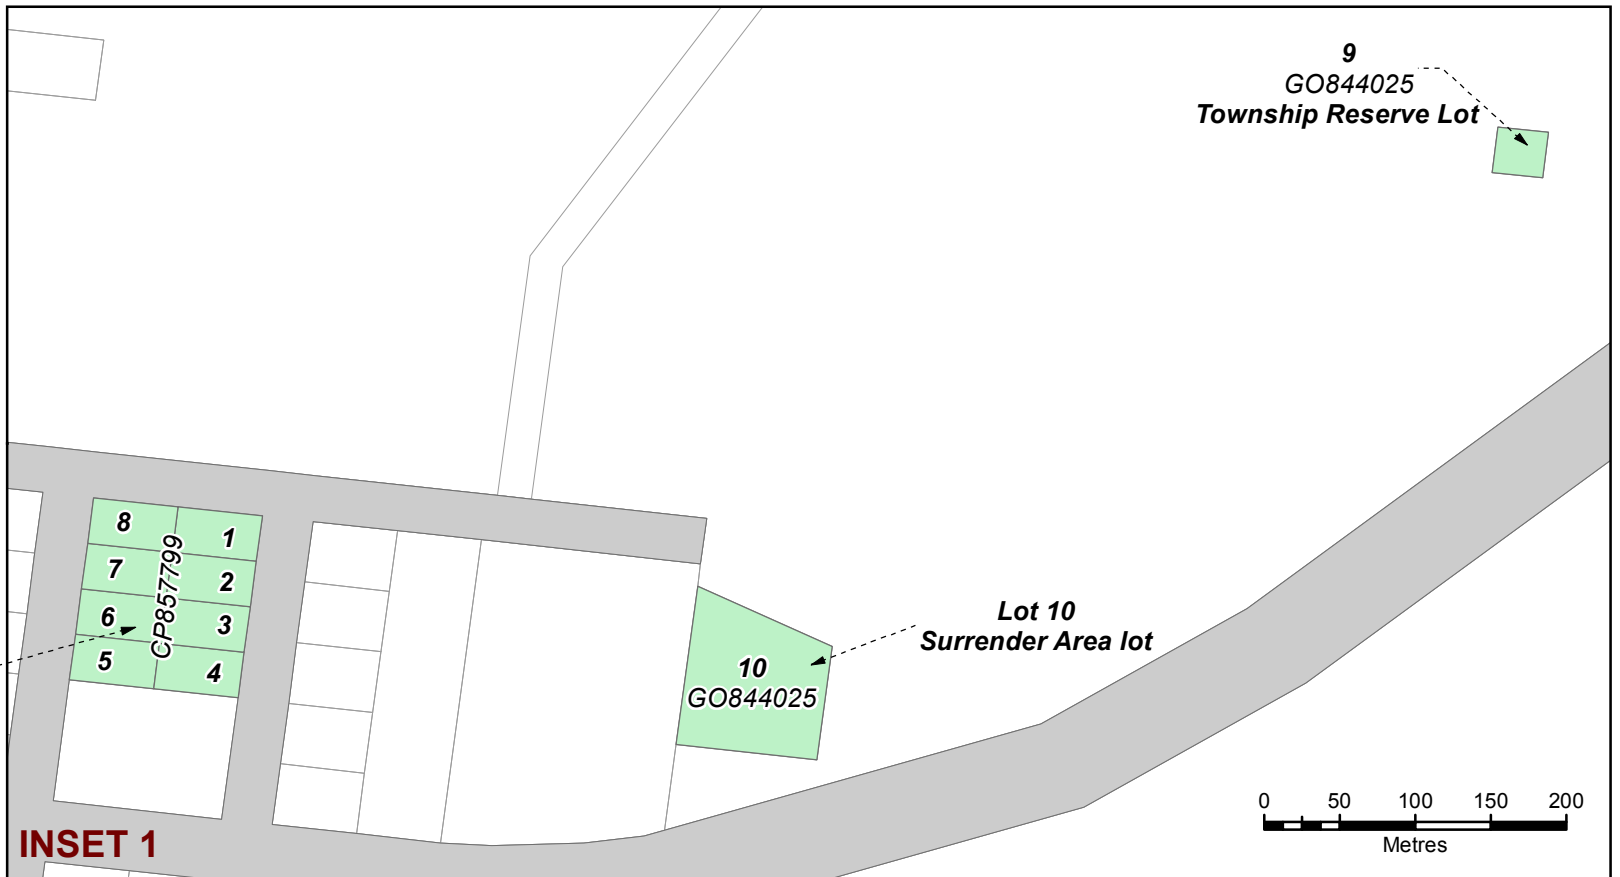 9
GO844025
Township Reserve Lot
8
1
7
2
6
3
5
4
CP857799
Lot 10
Surrender Area lot
10
GO844025
0 50 100 150 200
Metres
INSET 1